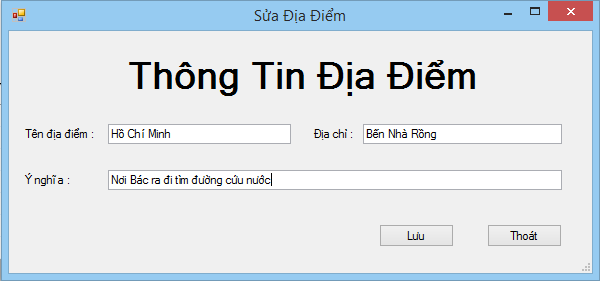 Sửa Địa Điểm
Thông Tin Địa Điểm
Tên địa điểm : Hồ Chí Minh Địa chỉ : Bến Nhà Rồng
Ý nghĩa : Nơi Bác ra đi tìm đường cứu nước
Lưu Thoát